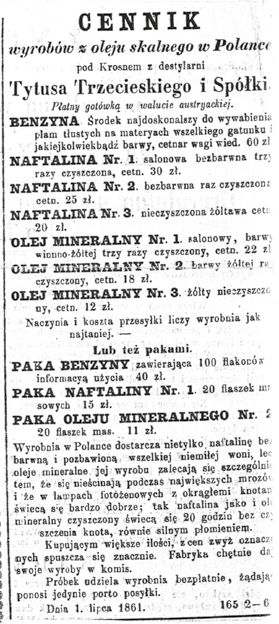 CENNIK
wyrobów z oleju skalnego w Polance
pod Krosnem z destylarni
Tytusa Trzecieskiego i Spółki
Płatny gotówką w walucie austryackiej.
BENZYNA. Środek najdoskonalszy do wywabienia
plam tłustych na materyach wszelkiego gatunku i
jakiejkolwiekbądź barwy, cetnar wsgi wied. 60 zł
NAFTALINA Nr. 1. salonowa bezbarwna trzy
razy czyszczona, cetn. 30 zł.
NAFTALINA Nr. 2. bezbarwna raz czyszczona
cetn. 25 zł.
NAFTALINA Nr. 3. nieczyszczona żółtawa cetn.
20 zł.
OLEJ MINERALNY Nr. 1. salonowy, barwy
winno-żółtej trzy razy czyszczony, cetn. 22 zł
OLEJ MINERALNY Nr. 2. barwy żółtej raz
czyszczony, cetn. 18 zł.
OLEJ MINERALNY Nr. 3. żółty nieczyszczo
ny, cetn. 12 zł.
Naczynia i koszta przesyłki liczy wyrobnia jak
najtaniej. —
Lub też pakami.
PAKA BENZYNY zawierająca 100 flakonów
informacyą użycia 40 zł.
PAKA NAFTALINY Nr. 1. 20 flaszek mas
sowych 15 zł.
PAKA OLEJU MINERALNEGO Nr. 2
20 flaszek mas. 11 zł.
Wyrobnia w Polance dostarcza nietylko naftalinę bez
barwną i pozbawioną wszelkiej niemiłej woni, lecz
oleje mineralne jej wyrobu zalecają się szczególnie
tem, że się nieścinają podczas największych mrozów
i że w lampach fotożenowych z okrągłemi knotam
świecą się bardzo dobrze; tak naftalina jako i ole
mineralny czyszczony świecą się 20 godzin bez czy
szczenia knota, równie silnym płomieniem.
Kupującym większe ilości, z cen zwyż oznaczo
nych spuszcza się znacznie. Fabryka chętnie da
swoje wyroby w komis.
Próbek udziela wyrobnia bezpłatnie, żądają
ponosi jedynie porto posyłki.
Dnia 1. lipca 1861. 165 2—6